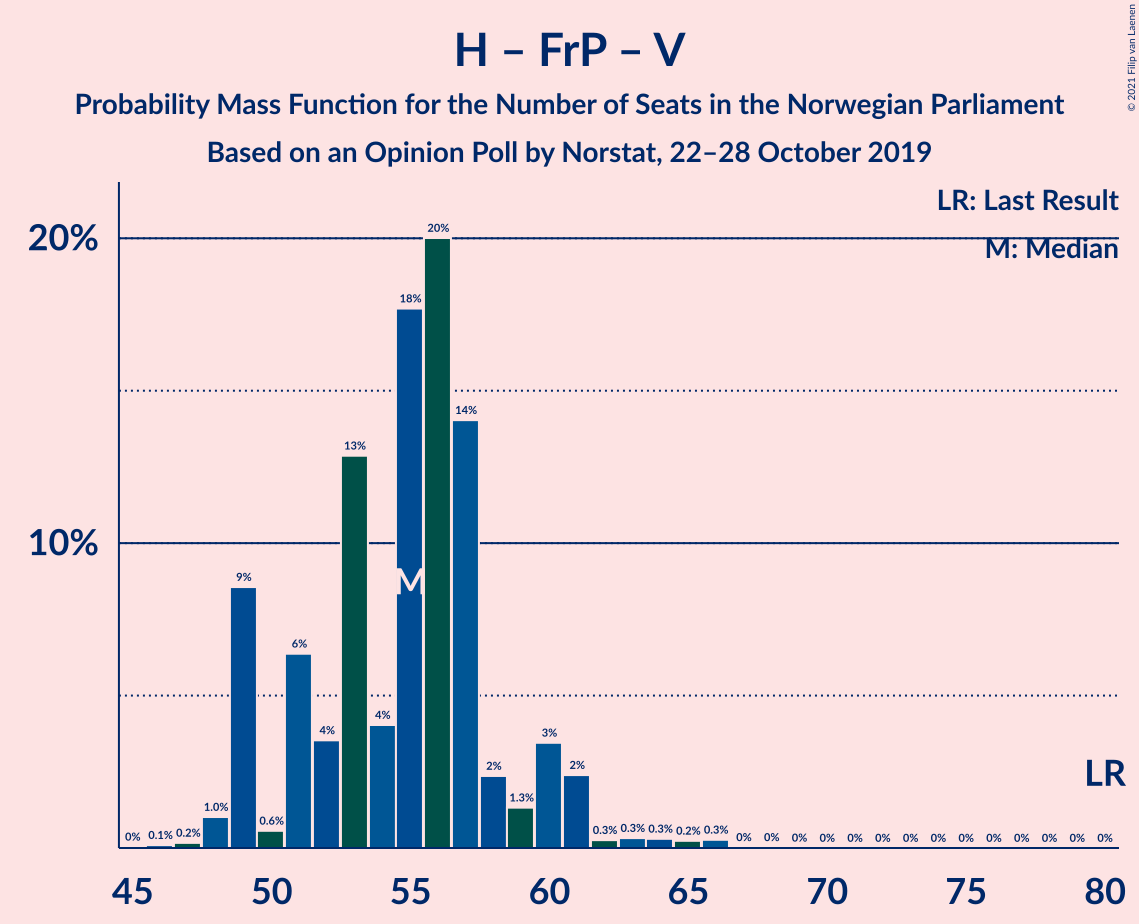 H – FrP – V
Probability Mass Function for the Number of Seats in the Norwegian Parliament
Based on an Opinion Poll by Norstat, 22–28 October 2019
© 2021 Filip van Laenen
LR: Last Result
M: Median
20%
10%
0% 0.1% 0.2% 1.0% 9% 0.6% 6% 4% 13% 4% 18% 20% 14% 2% 1.3% 3% 2% 0.3% 0.3% 0.3% 0.2% 0.3% 0% 0% 0% 0% 0% 0% 0% 0% 0% 0% 0% 0% 0% 0%
M
LR
45 50 55 60 65 70 75 80